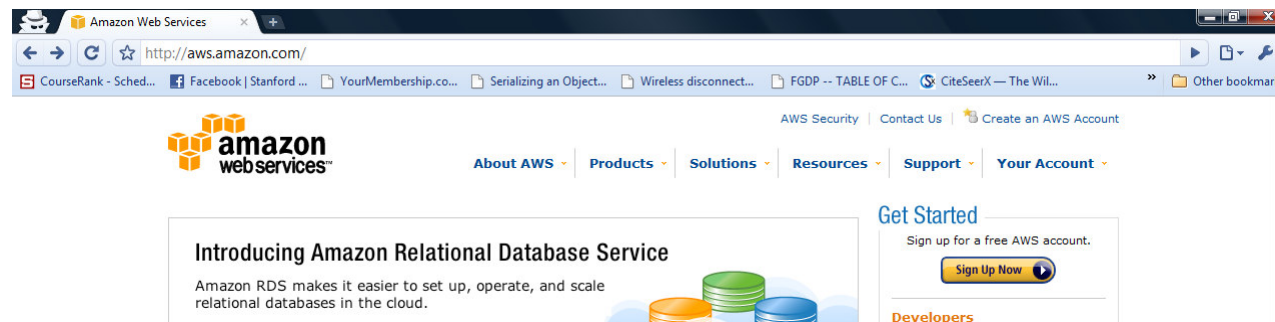 Amazon Web Services
http://aws.amazon.com/
CourseRank - Sched... Facebook | Stanford ... YourMembership.co... Serializing an Object... Wireless disconnect... FGDP -- TABLE OF C... CiteSeerX — The Wil... » Other bookmar
AWS Security | Contact Us | Create an AWS Account
amazon
webservices™
About AWS Products Solutions Resources Support Your Account
Get Started
Sign up for a free AWS account.
Sign Up Now
Introducing Amazon Relational Database Service
Amazon RDS makes it easier to set up, operate, and scale
relational databases in the cloud.
Developers